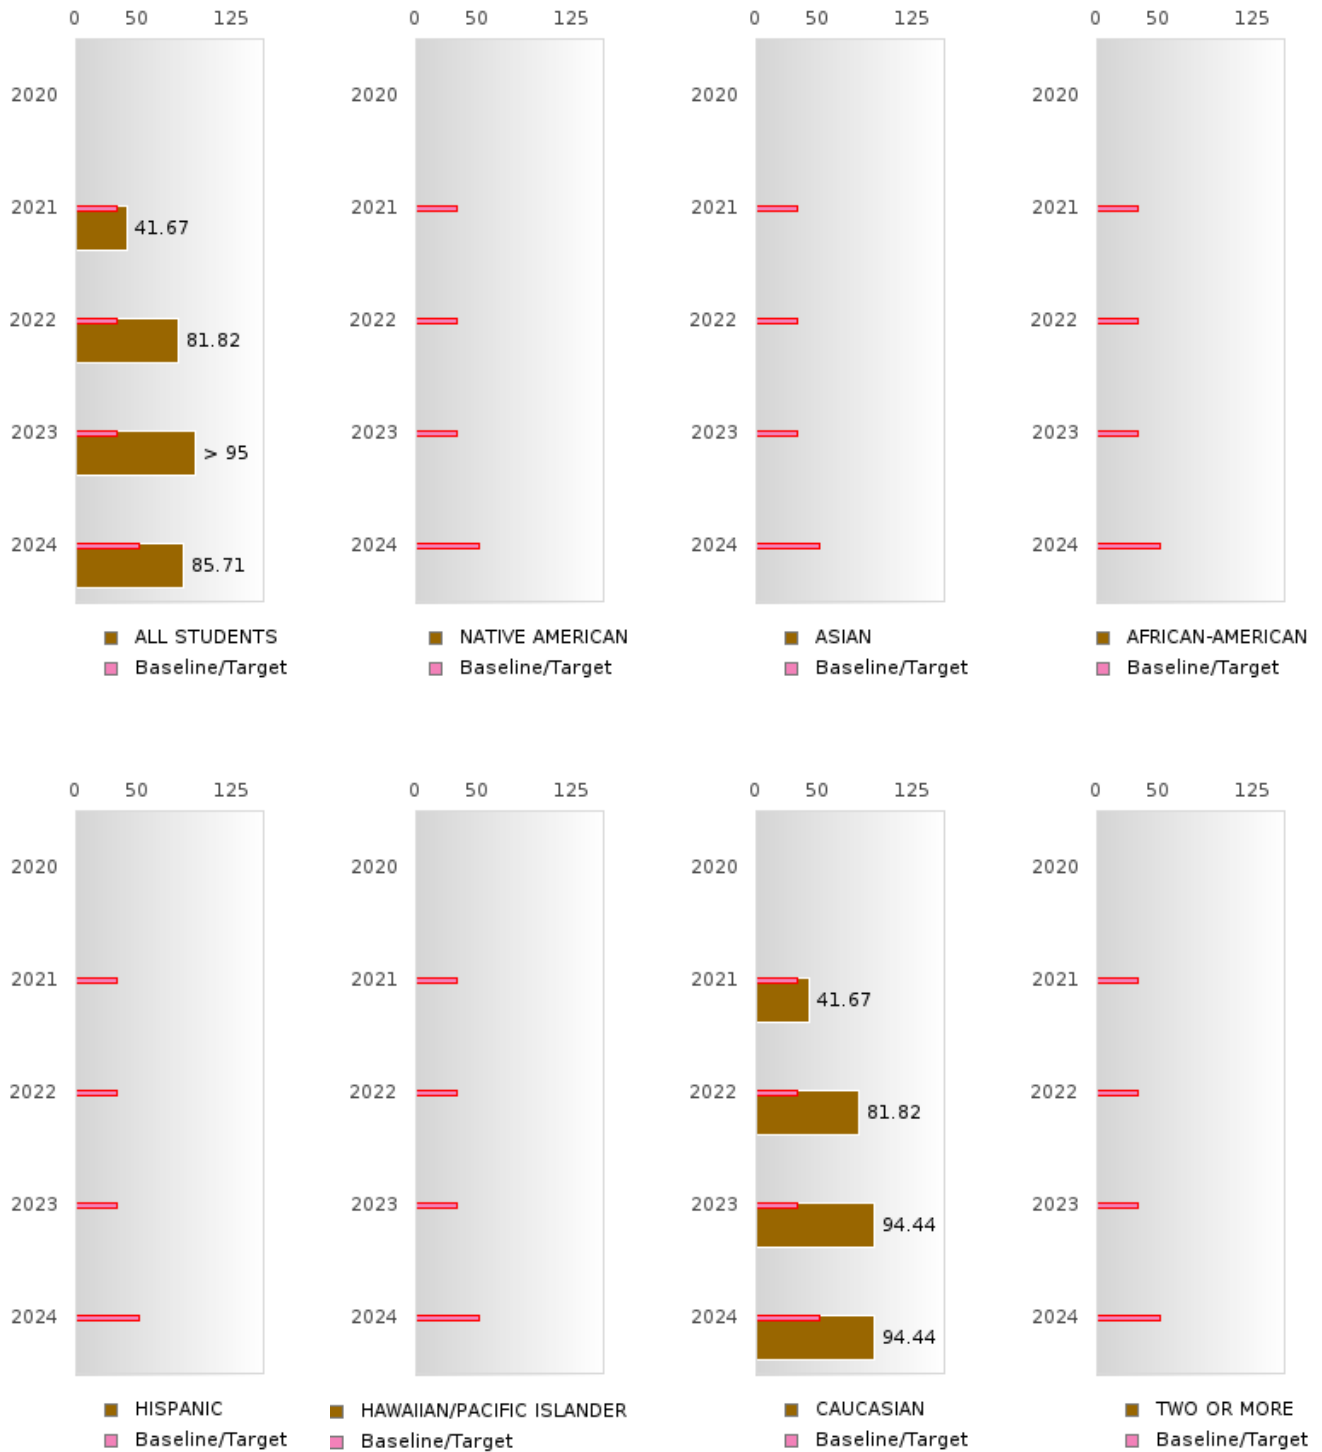 0 50 125 0 50 125 0 50 125 0 50 125
2020 2020 2020 2020
2021 41.67 2021 2021 2021
2022 81.82 2022 2022 2022
2023 > 95 2023 2023 2023
2024 85.71 2024 2024 2024
ALL STUDENTS NATIVE AMERICAN ASIAN AFRICAN-AMERICAN
Baseline/Target Baseline/Target Baseline/Target Baseline/Target
0 50 125 0 50 125 0 50 125 0 50 125
2020 2020 2020 2020
2021 2021 2021 41.67 2021
2022 2022 2022 81.82 2022
2023 2023 2023 94.44 2023
2024 2024 2024 94.44 2024
HISPANIC HAWAIIAN/PACIFIC ISLANDER CAUCASIAN TWO OR MORE
Baseline/Target Baseline/Target Baseline/Target Baseline/Target